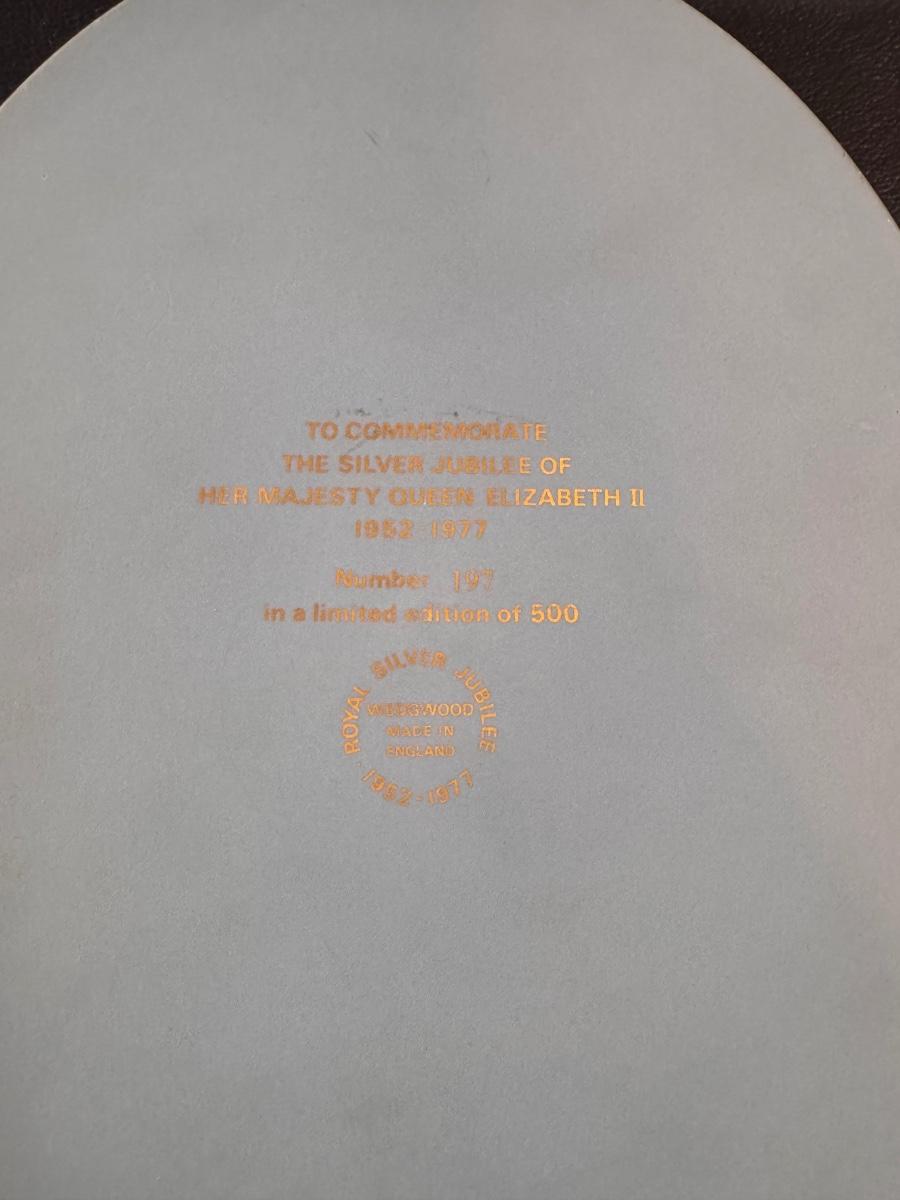 TO COMMEMORATE
THE SILVER JUBILEE OF
HER MAJESTY QUEEN ELIZABETH II
1952-1977
Number 197
in a limited edition of 500
ROYAL SILVER JUBILEE
WEDGWOOD
MADE IN
ENGLAND
· 1952-1977 ·